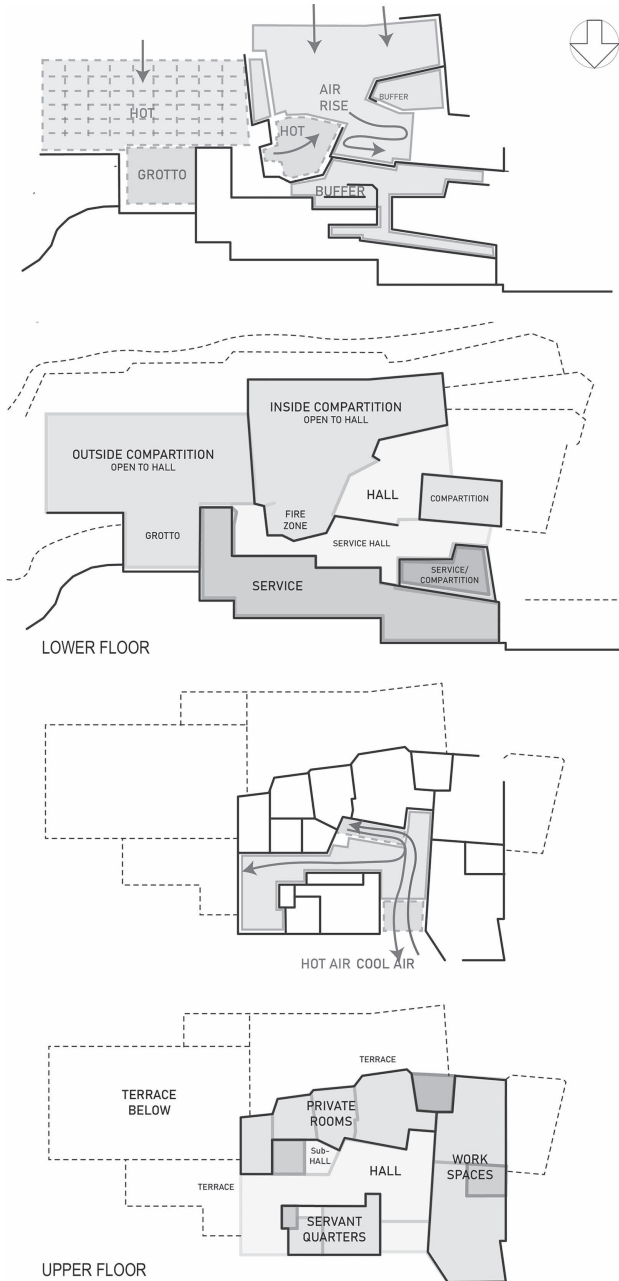 AIR
RISE
BUFFER
HOT
HOT
GROTTO
BUFFER
INSIDE COMPARTITION
OPEN TO HALL
OUTSIDE COMPARTITION
OPEN TO HALL
HALL
COMPARTITION
FIRE
ZONE
GROTTO
SERVICE HALL
SERVICE/
COMPARTITION
SERVICE
LOWER FLOOR
HOT AIR COOL AIR
TERRACE
TERRACE
BELOW
PRIVATE
ROOMS
Sub-
HALL
HALL
WORK
SPACES
TERRACE
SERVANT
QUARTERS
UPPER FLOOR